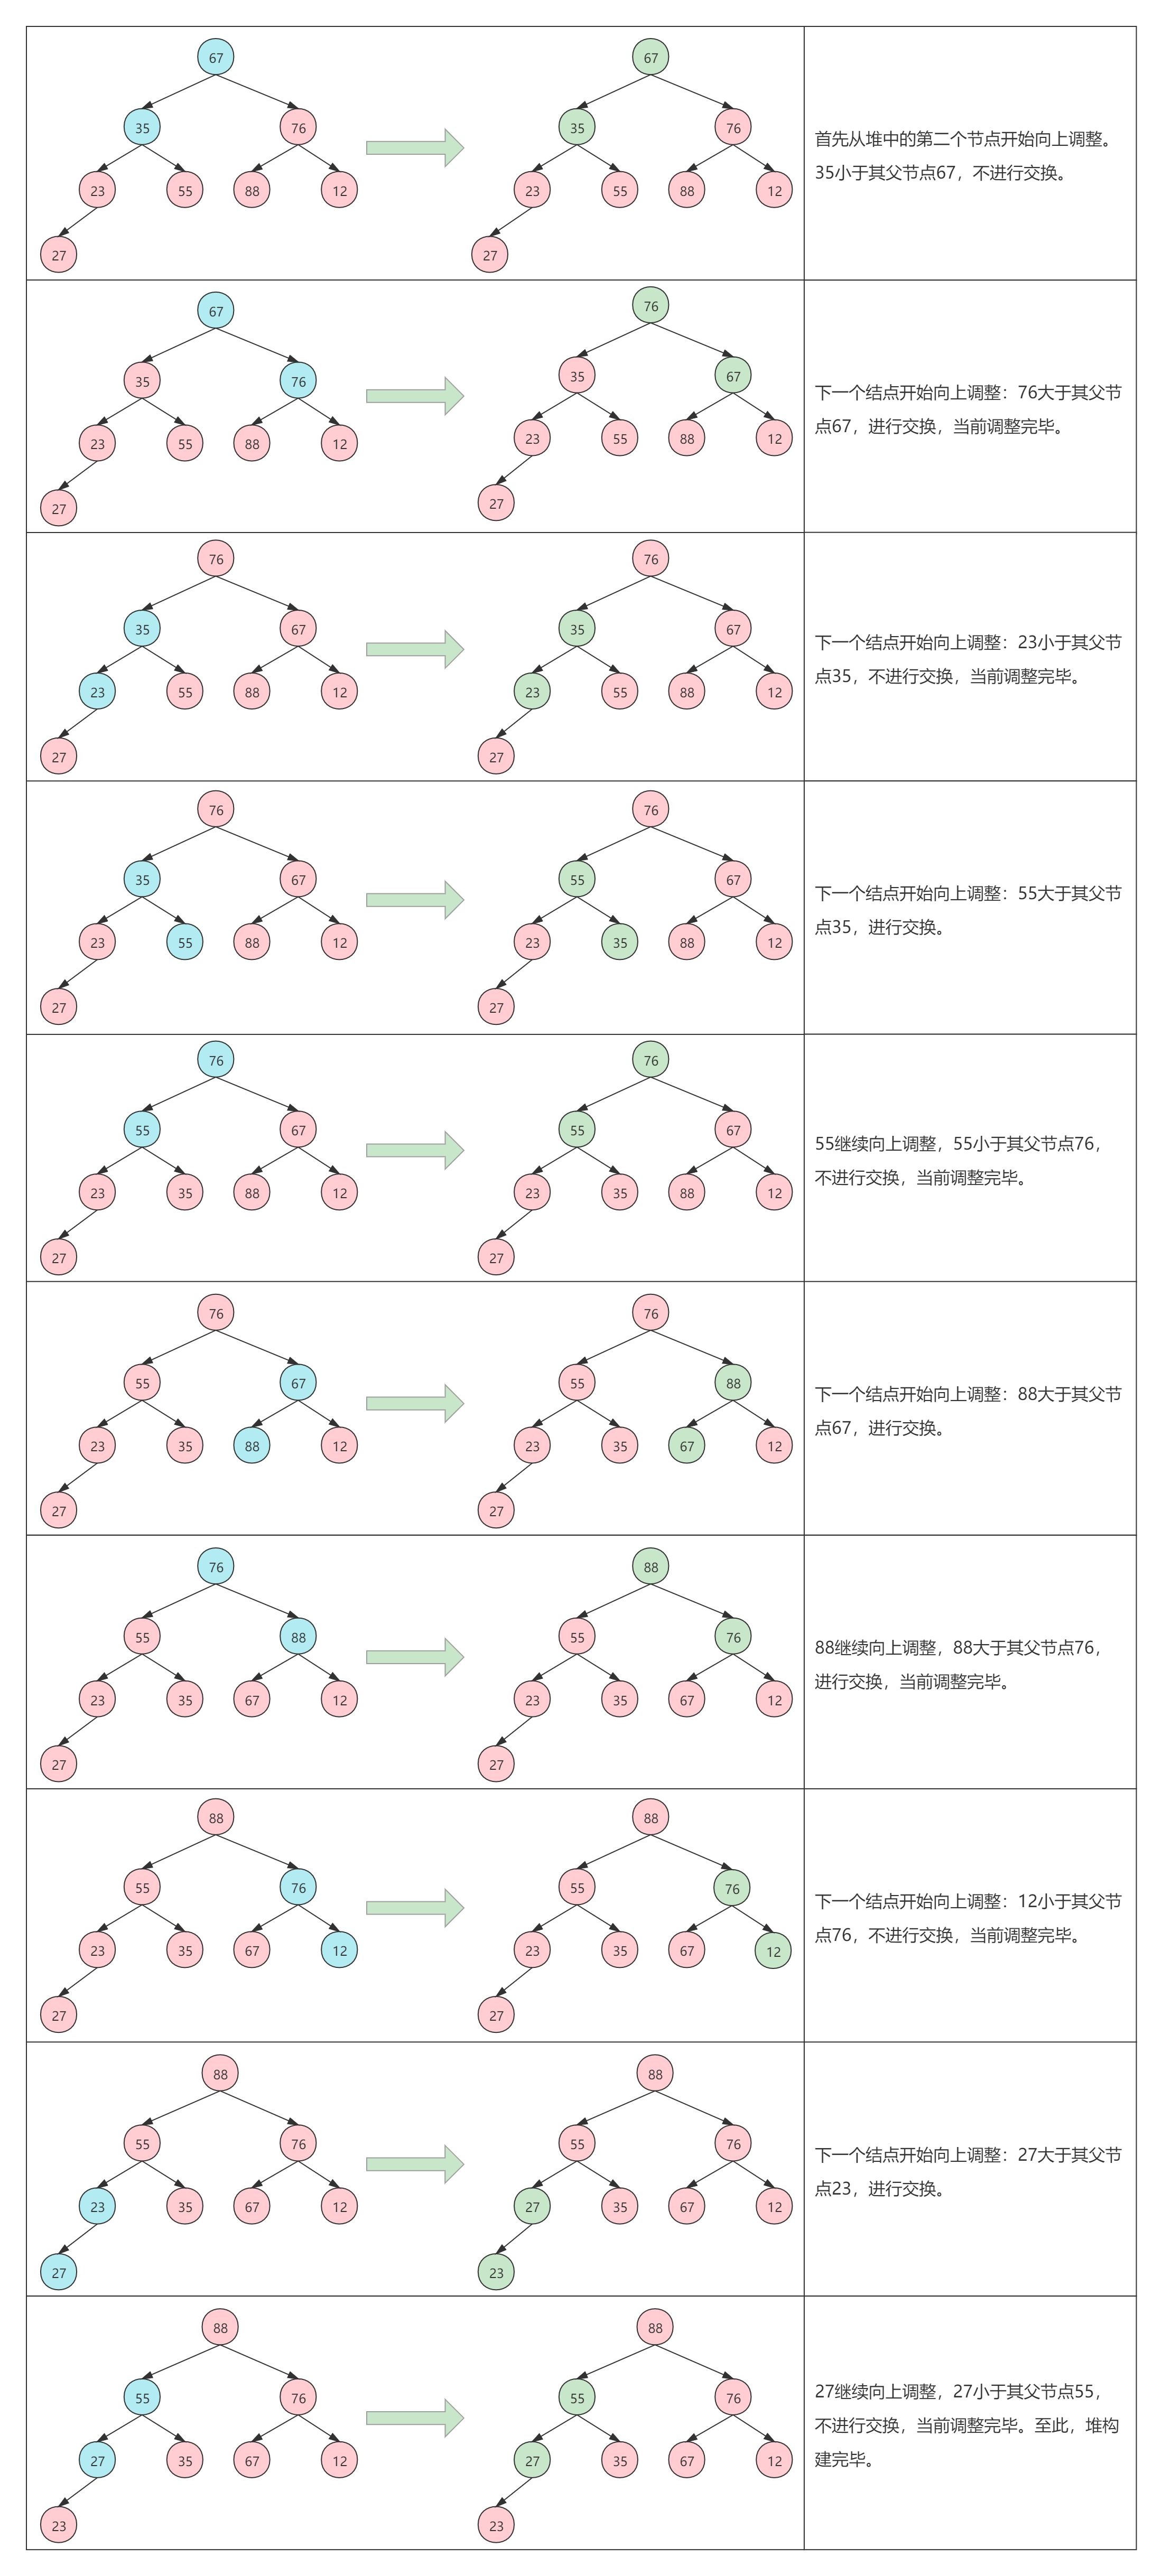 67
35 76
23 55 88 12
27
67
35 76
23 55 88 12
27
首先从堆中的第二个节点开始向上调整。
35小于其父节点67，不进行交换。
67
35 76
23 55 88 12
27
76
35 67
23 55 88 12
27
下一个结点开始向上调整：76大于其父节
点67，进行交换，当前调整完毕。
76
35 67
23 55 88 12
27
76
35 67
23 55 88 12
27
下一个结点开始向上调整：23小于其父节
点35，不进行交换，当前调整完毕。
76
35 67
23 55 88 12
27
76
55 67
23 35 88 12
27
下一个结点开始向上调整：55大于其父节
点35，进行交换。
76
55 67
23 35 88 12
27
76
55 67
23 35 88 12
27
55继续向上调整，55小于其父节点76，
不进行交换，当前调整完毕。
76
55 67
23 35 88 12
27
76
55 88
23 35 67 12
27
下一个结点开始向上调整：88大于其父节
点67，进行交换。
76
55 88
23 35 67 12
27
88
55 76
23 35 67 12
27
88继续向上调整，88大于其父节点76，
进行交换，当前调整完毕。
88
55 76
23 35 67 12
27
88
55 76
23 35 67 12
27
下一个结点开始向上调整：12小于其父节
点76，不进行交换，当前调整完毕。
88
55 76
23 35 67 12
27
88
55 76
27 35 67 12
23
下一个结点开始向上调整：27大于其父节
点23，进行交换。
88
55 76
27 35 67 12
23
88
55 76
27 35 67 12
23
27继续向上调整，27小于其父节点55，
不进行交换，当前调整完毕。至此，堆构
建完毕。